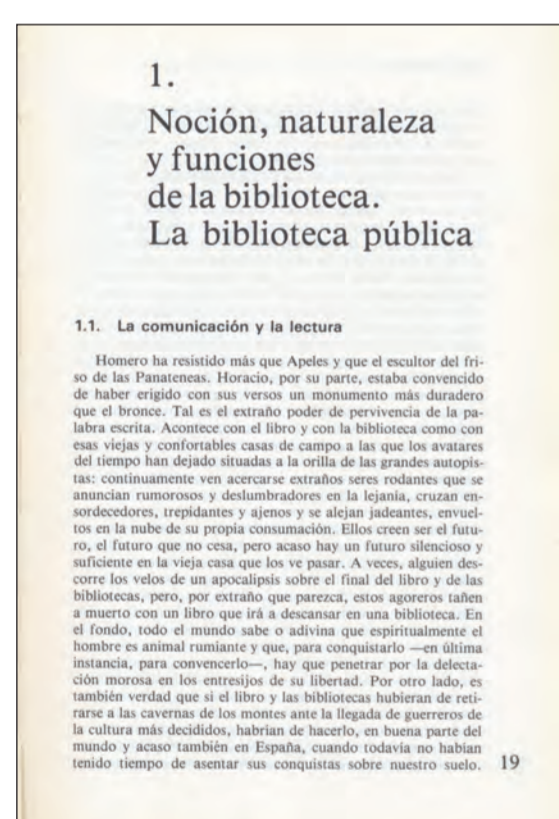 1.
Noción, naturaleza
y funciones
de la biblioteca.
La biblioteca pública
1.1. La comunicación y la lectura
Homero ha resistido más que Apeles y que el escultor del fri-
so de las Panateneas. Horacio, por su parte, estaba convencido
de haber erigido con sus versos un monumento más duradero
que el bronce. Tal es el extraño poder de pervivencia de la pa-
labra escrita. Acontece con el libro y con la biblioteca como con
esas viejas y confortables casas de campo a las que los avatares
del tiempo han dejado situadas a la orilla de las grandes autopis-
tas: continuamente ven acercarse extraños seres rodantes que se
anuncian rumorosos y deslumbradores en la lejanía, cruzan en-
sordecedores, trepidantes y ajenos y se alejan jadeantes, envuel-
tos en la nube de su propia consumación. Ellos creen ser el futu-
ro, el futuro que no cesa, pero acaso hay un futuro silencioso y
suficiente en la vieja casa que los ve pasar. A veces, alguien des-
corre los velos de un apocalipsis sobre el final del libro y de las
bibliotecas, pero, por extraño que parezca, estos agoreros tañen
a muerto con un libro que irá a descansar en una biblioteca. En
el fondo, todo el mundo sabe o adivina que espiritualmente el
hombre es animal rumiante y que, para conquistarlo —en última
instancia, para convencerlo—, hay que penetrar por la delecta-
ción morosa en los entresijos de su libertad. Por otro lado, es
también verdad que si el libro y las bibliotecas hubieran de reti-
rarse a las cavernas de los montes ante la llegada de guerreros de
la cultura más decididos, habrían de hacerlo, en buena parte del
mundo y acaso también en España, cuando todavía no habían
tenido tiempo de asentar sus conquistas sobre nuestro suelo. 19